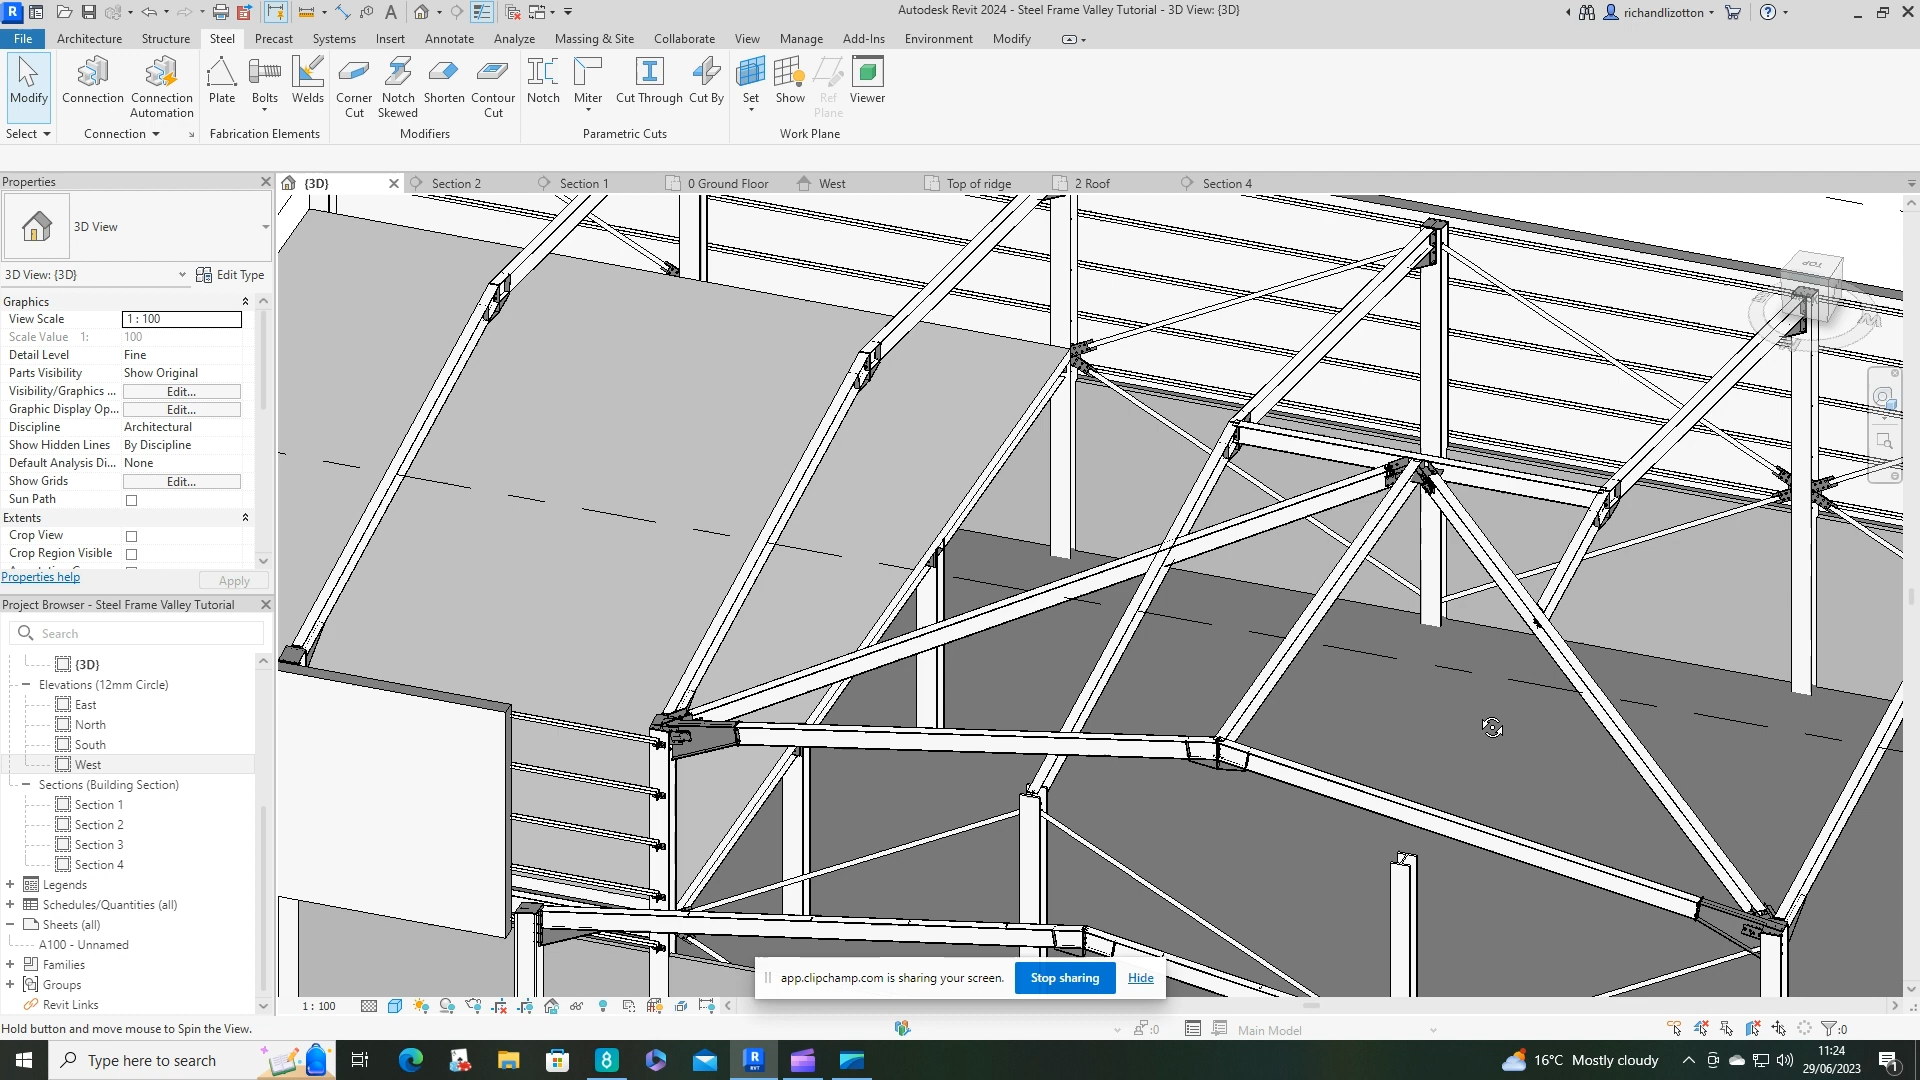 Autodesk Revit 2024 - Steel Frame Valley Tutorial - 3D View: {3D}
richandlizotton
File Architecture Structure Steel Precast Systems Insert Annotate Analyze Massing & Site Collaborate View Manage Add-Ins Environment Modify
Modify Connection Connection Automation Plate Bolts Welds Corner Cut Notch Skewed Shorten Contour Cut Notch Miter Cut Through Cut By Set Show Ref Plane Viewer
Select Connection Fabrication Elements Modifiers Parametric Cuts Work Plane
Properties
{3D} Section 2 Section 1 0 Ground Floor West Top of ridge 2 Roof Section 4
3D View
3D View: {3D} Edit Type
Graphics
View Scale 1 : 100
Scale Value 1: 100
Detail Level Fine
Parts Visibility Show Original
Visibility/Graphics ... Edit...
Graphic Display Op... Edit...
Discipline Architectural
Show Hidden Lines By Discipline
Default Analysis Di... None
Show Grids Edit...
Sun Path
Extents
Crop View
Crop Region Visible
Properties help Apply
Project Browser - Steel Frame Valley Tutorial
Search
{3D}
Elevations (12mm Circle)
East
North
South
West
Sections (Building Section)
Section 1
Section 2
Section 3
Section 4
Legends
Schedules/Quantities (all)
Sheets (all)
A100 - Unnamed
Families
Groups
Revit Links
TOP
app.clipchamp.com is sharing your screen. Stop sharing Hide
1 : 100
Hold button and move mouse to Spin the View.
:0 Main Model :0
Type here to search
16°C Mostly cloudy
11:24
29/06/2023
1